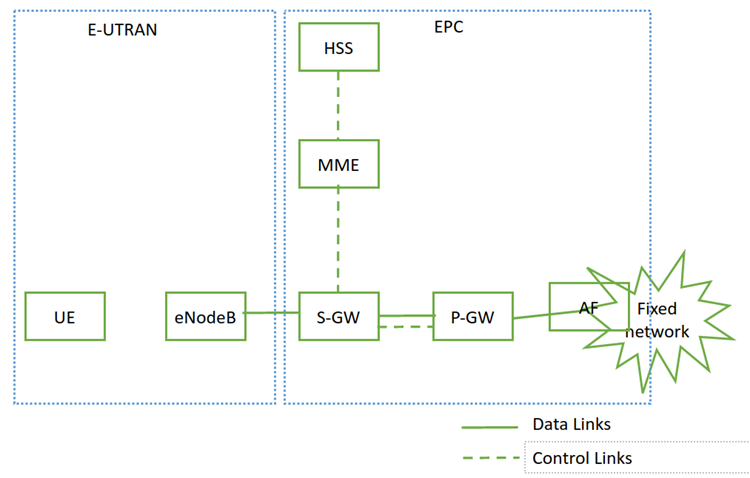 E-UTRAN
EPC
HSS
MME
UE
eNodeB
S-GW
P-GW
AF
Fixed
network
Data Links
Control Links